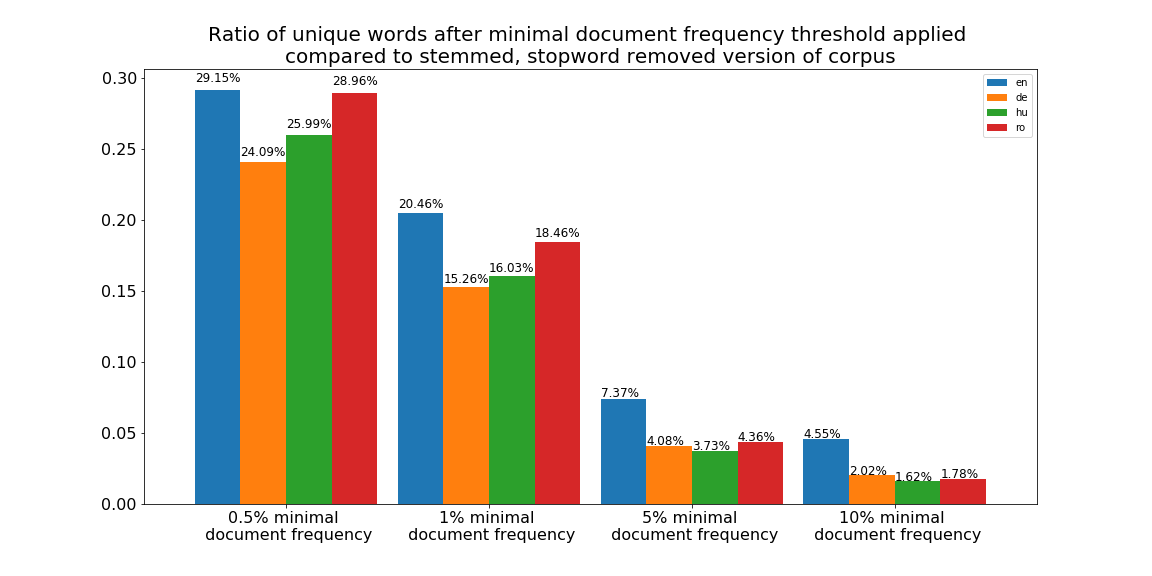 Ratio of unique words after minimal document frequency threshold applied
compared to stemmed, stopword removed version of corpus
0.30
0.25
0.20
0.15
0.10
0.05
0.00
29.15%
24.09%
25.99%
28.96%
20.46%
15.26%
16.03%
18.46%
7.37%
4.08%
3.73%
4.36%
4.55%
2.02%
1.62%
1.78%
en
de
hu
ro
0.5% minimal
document frequency
1% minimal
document frequency
5% minimal
document frequency
10% minimal
document frequency